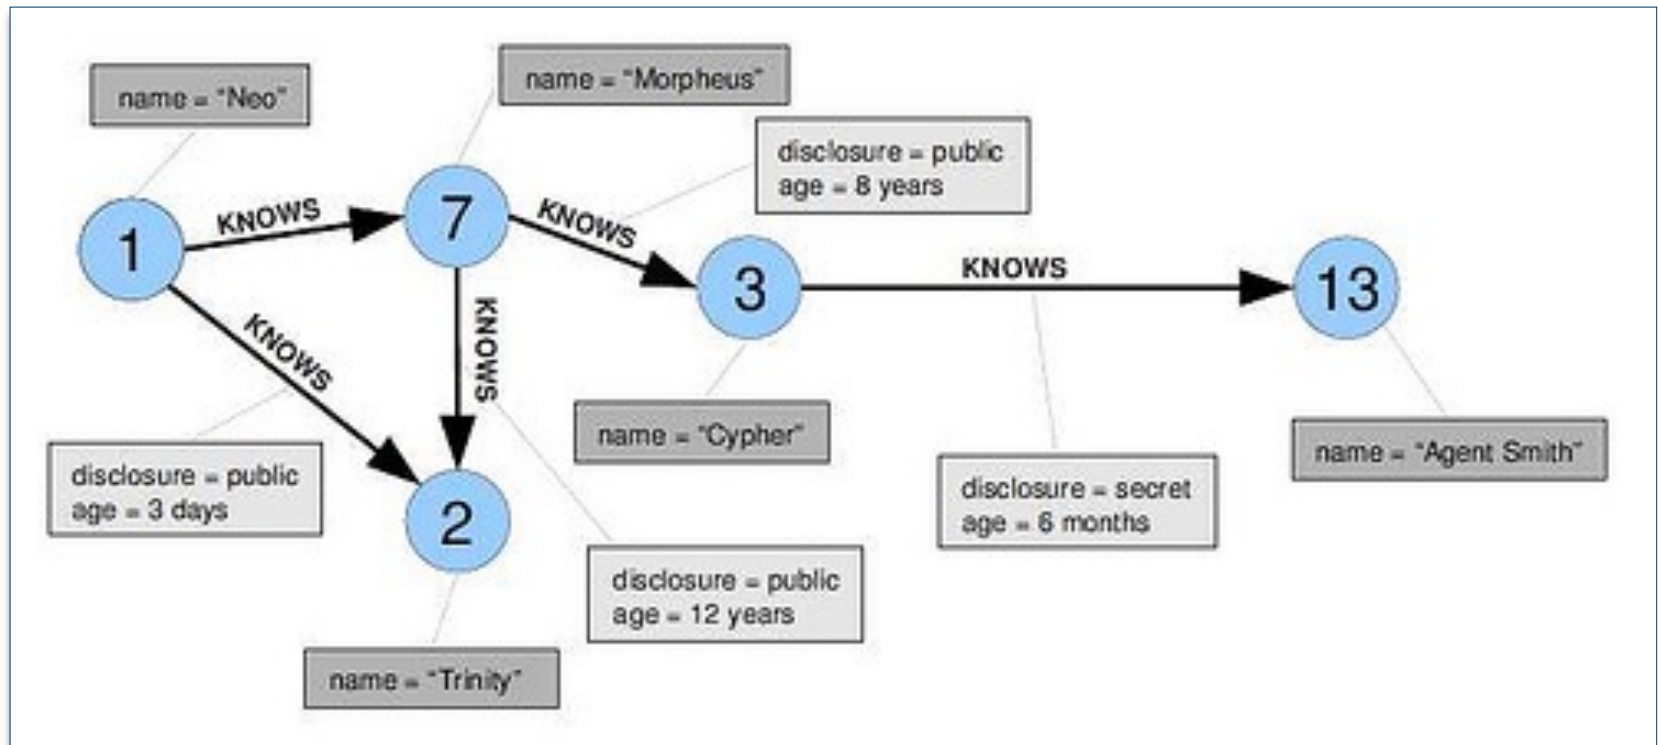 name = “Neo”
name = “Morpheus”
disclosure = public
age = 8 years
1
KNOWS
7
KNOWS
3
KNOWS
13
KNOWS
KNOWS
name = “Cypher”
name = “Agent Smith”
disclosure = public
age = 3 days
2
disclosure = secret
age = 6 months
disclosure = public
age = 12 years
name = “Trinity”